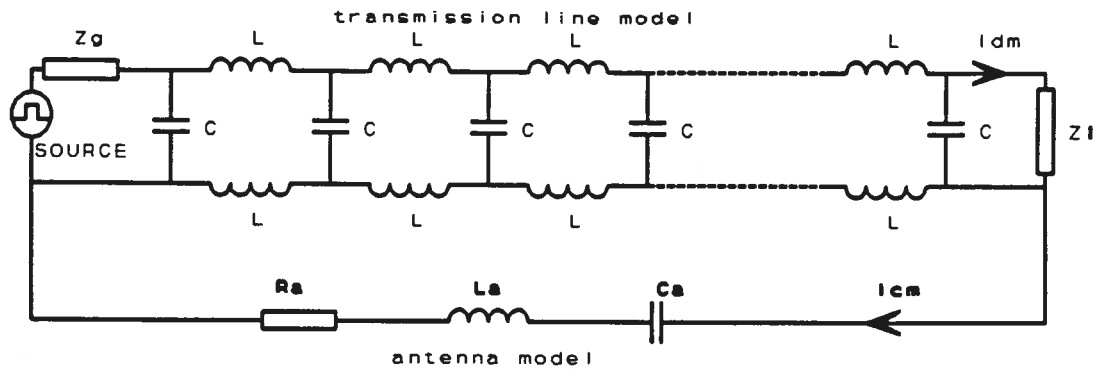 transmission line model
Zg
L
L
L
L
Idm
C
C
C
C
C
Zl
SOURCE
L
L
L
L
Ra
La
Ca
Icm
antenna model